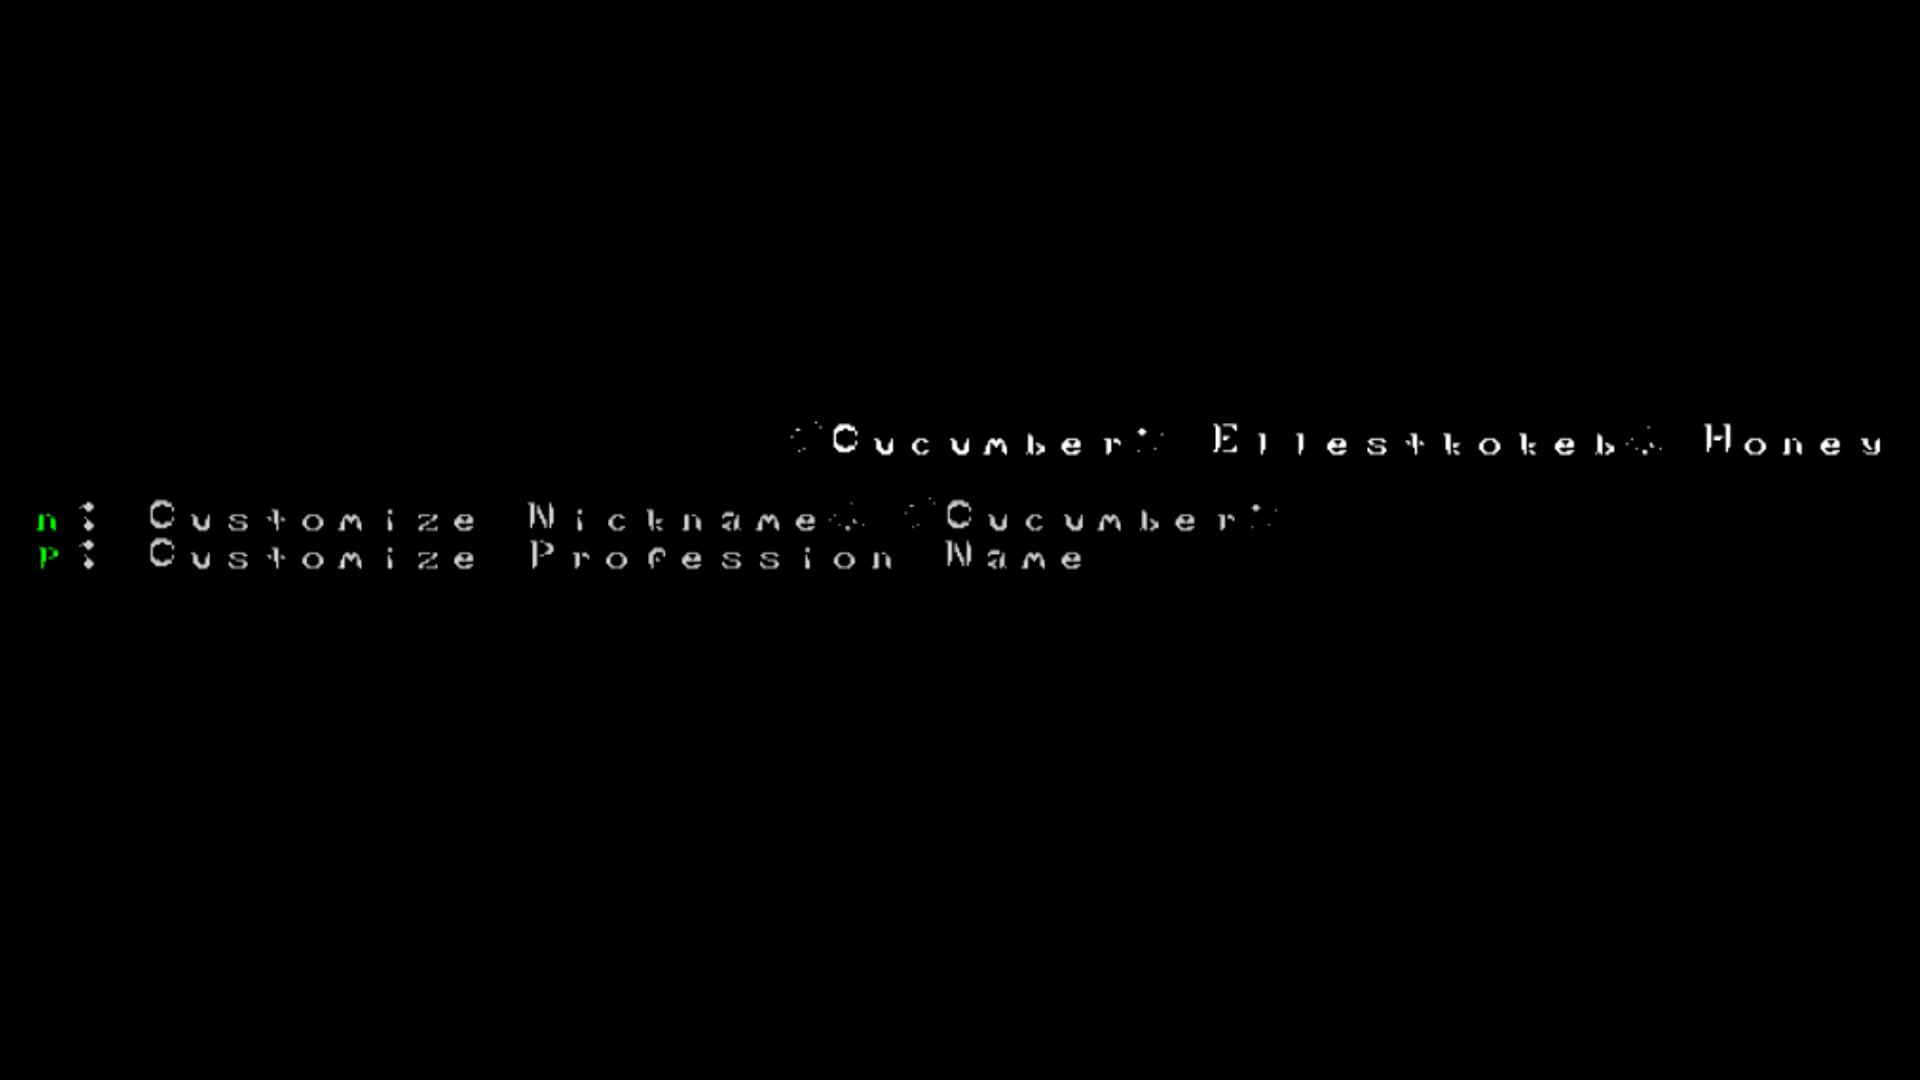 `Cucumber' Ellestkokeb, Honey
n: Customize Nickname, `Cucumber'
P: Customize Profession Name